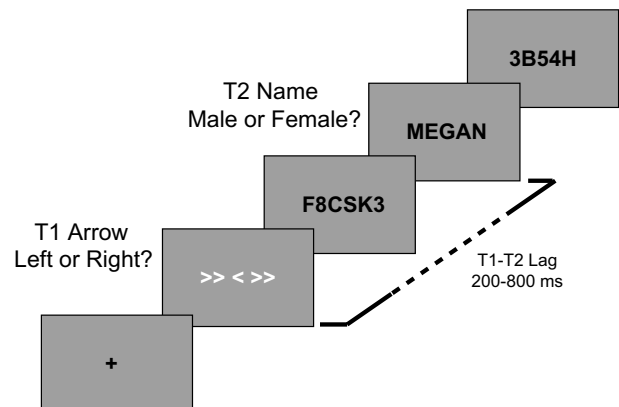 3B54H
T2 Name
Male or Female?
MEGAN
F8CSK3
T1 Arrow
Left or Right?
>> < >>
T1-T2 Lag
200-800 ms
+